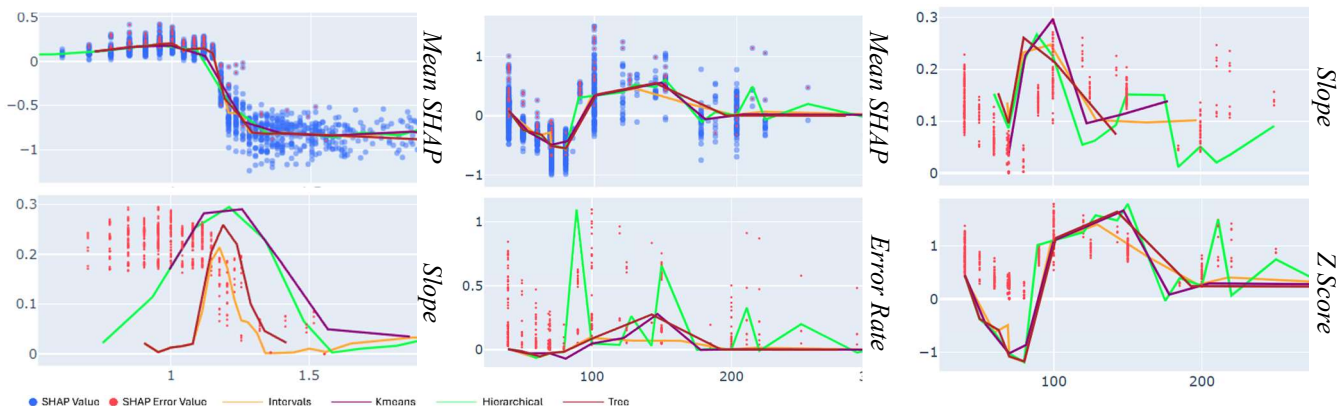 0.5
0
−0.5
−1
Mean SHAP
1
0
−1
Mean SHAP
0.3
0.2
0.1
0
Slope
0.3
0.2
0.1
0
1
1.5
Slope
1
0.5
0
100
200
Error Rate
1
0
−1
100
200
Z Score
SHAP Value
SHAP Error Value
Intervals
Kmeans
Hierarchical
Tree